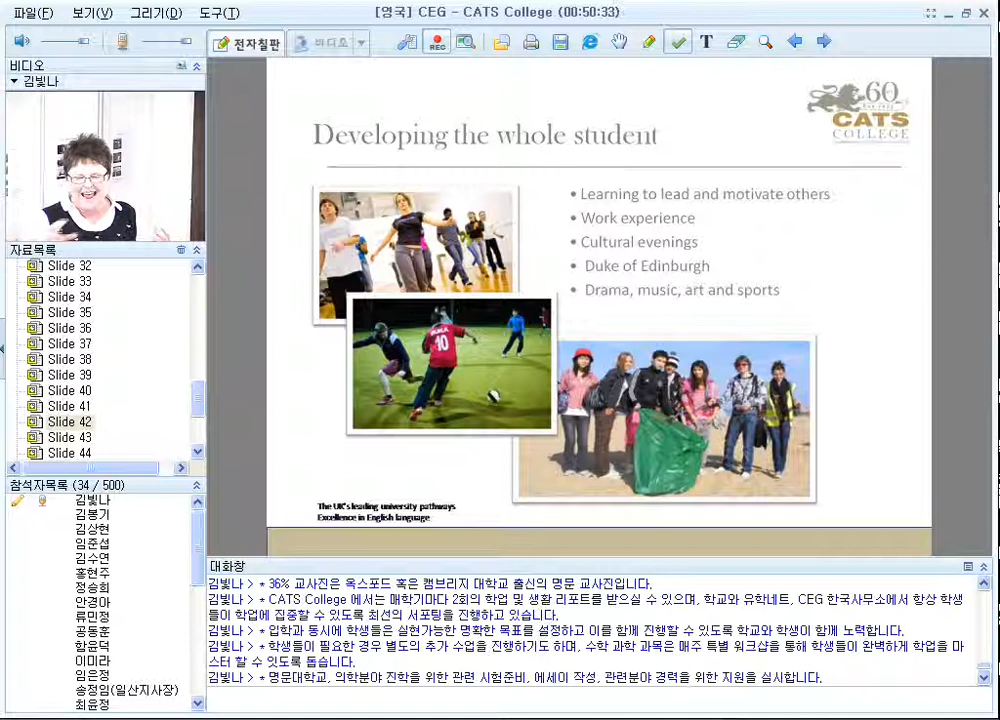 파일(F) 보기(V) 그리기(D) 도구(T)
[영국] CEG - CATS College (00:50:33)
전자칠판 비디오
REC T
비디오
김빛나
자료목록
Slide 32
Slide 33
Slide 34
Slide 35
Slide 36
Slide 37
Slide 38
Slide 39
Slide 40
Slide 41
Slide 42
Slide 43
Slide 44
참석자목록 (34 / 500)
김빛나
김봉기
김상현
임준섭
김수연
홍현주
정승희
안경아
류민정
공동훈
함윤덕
이미라
임은정
송정임(일산지사장)
최윤정
60
CATS
COLLEGE
Developing the whole student
• Learning to lead and motivate others
• Work experience
• Cultural evenings
• Duke of Edinburgh
• Drama, music, art and sports
10
The UK's leading university pathways
Excellence in English language
대화창
김빛나 > * 36% 교사진은 옥스포드 혹은 캠브리지 대학교 출신의 명문 교사진입니다.
김빛나 > * CATS College 에서는 매학기마다 2회의 학업 및 생활 리포트를 받으실 수 있으며, 학교와 유학네트, CEG 한국사무소에서 항상 학생
들이 학업에 집중할 수 있도록 최선의 서포팅을 진행하고 있습니다.
김빛나 > * 입학과 동시에 학생들은 실현가능한 명확한 목표를 설정하고 이를 함께 진행할 수 있도록 학교와 학생이 함께 노력합니다.
김빛나 > * 학생들이 필요한 경우 별도의 추가 수업을 진행하기도 하며, 수학 과학 과목은 매주 특별 워크샵을 통해 학생들이 완벽하게 학업을 마
스터 할 수 잇도록 돕습니다.
김빛나 > * 명문대학교, 의학분야 진학을 위한 관련 시험준비, 에세이 작성, 관련분야 경력을 위한 지원을 실시합니다.